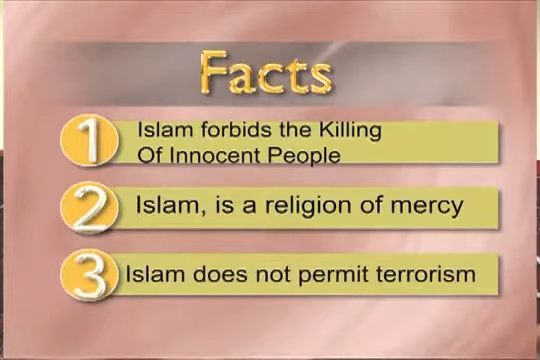 Facts
1
Islam forbids the Killing
Of Innocent People
2
Islam, is a religion of mercy
3
Islam does not permit terrorism